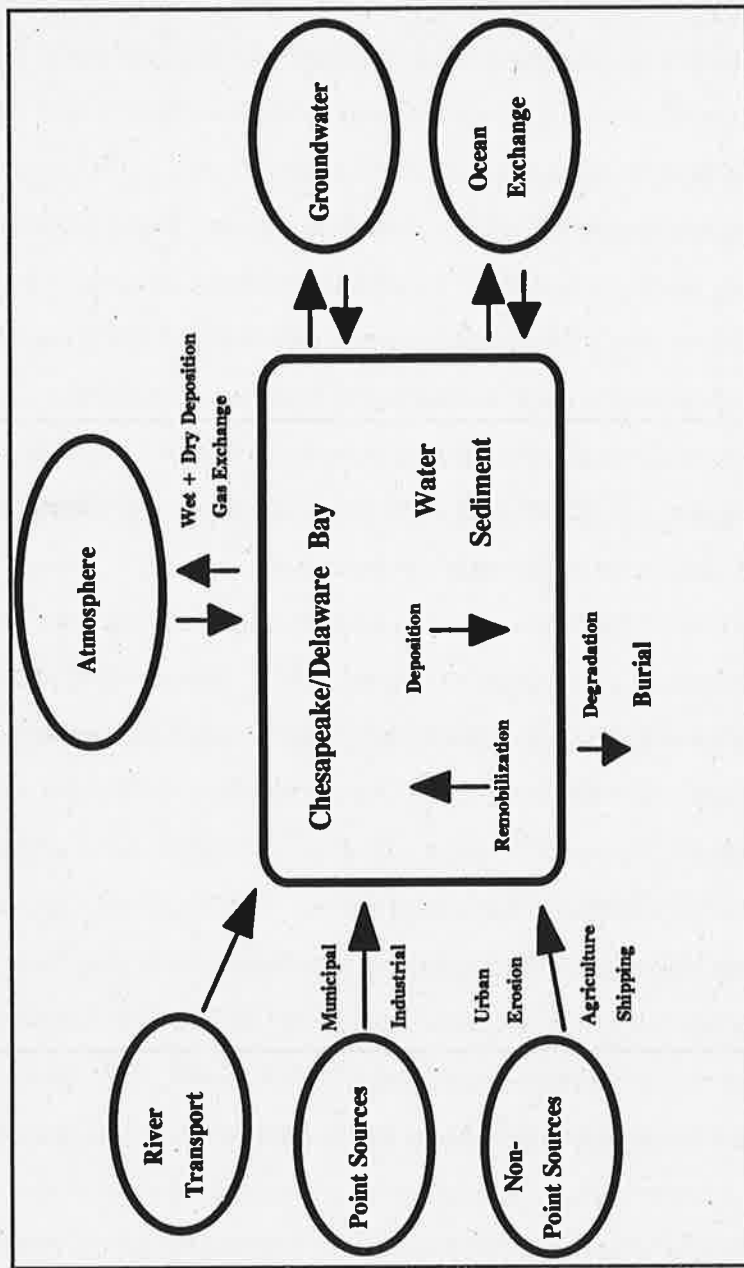 Atmosphere
Wet + Dry Deposition
Gas Exchange
River
Transport
Point Sources
Municipal
Industrial
Non-
Point Sources
Urban
Erosion
Agriculture
Shipping
Chesapeake/Delaware Bay
Deposition
Water
Sediment
Remobilization
Degradation
Burial
Groundwater
Ocean
Exchange